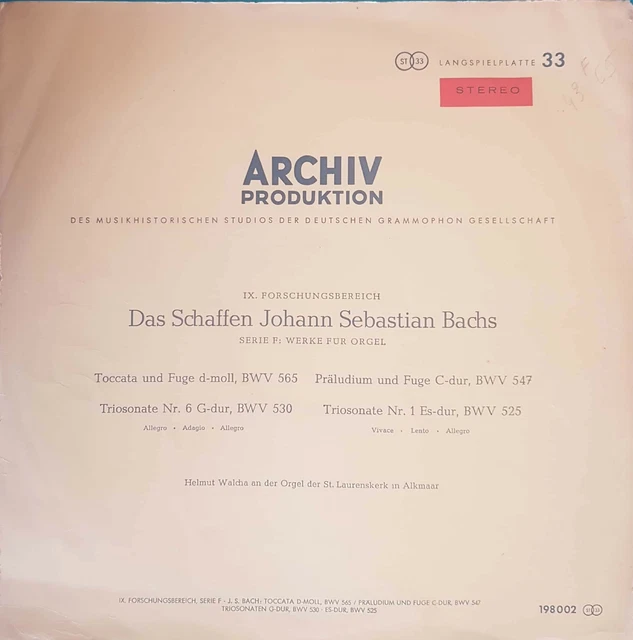 ST 33 LANGSPIELPLATTE 33
STEREO
ARCHIV
PRODUKTION
DES MUSIKHISTORISCHEN STUDIOS DER DEUTSCHEN GRAMMOPHON GESELLSCHAFT
IX. FORSCHUNGSBEREICH
Das Schaffen Johann Sebastian Bachs
SERIE F: WERKE FÜR ORGEL
Toccata und Fuge d-moll, BWV 565 Präludium und Fuge C-dur, BWV 547
Triosonate Nr. 6 G-dur, BWV 530 Triosonate Nr. 1 Es-dur, BWV 525
Allegro • Adagio • Allegro Vivace • Lento • Allegro
Helmut Walcha an der Orgel der St. Laurenskerk in Alkmaar
IX. FORSCHUNGSBEREICH, SERIE F · J. S. BACH: TOCCATA D-MOLL, BWV 565 / PRÄLUDIUM UND FUGE C-DUR, BWV 547
TRIOSONATEN G-DUR, BWV 530 · ES-DUR, BWV 525
198002 ST 33